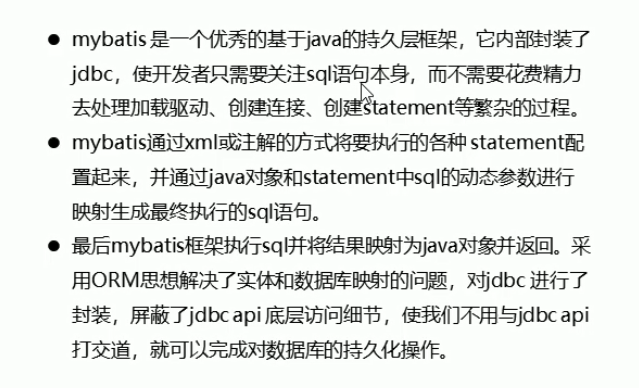 ● mybatis 是一个优秀的基于java的持久层框架，它内部封装了
jdbc，使开发者只需要关注sql语句本身，而不需要花费精力
去处理加载驱动、创建连接、创建statement等繁杂的过程。
● mybatis通过xml或注解的方式将要执行的各种 statement配
置起来，并通过java对象和statement中sql的动态参数进行
映射生成最终执行的sql语句。
● 最后mybatis框架执行sql并将结果映射为java对象并返回。采
用ORM思想解决了实体和数据库映射的问题，对jdbc 进行了
封装，屏蔽了jdbc api 底层访问细节，使我们不用与jdbc api
打交道，就可以完成对数据库的持久化操作。